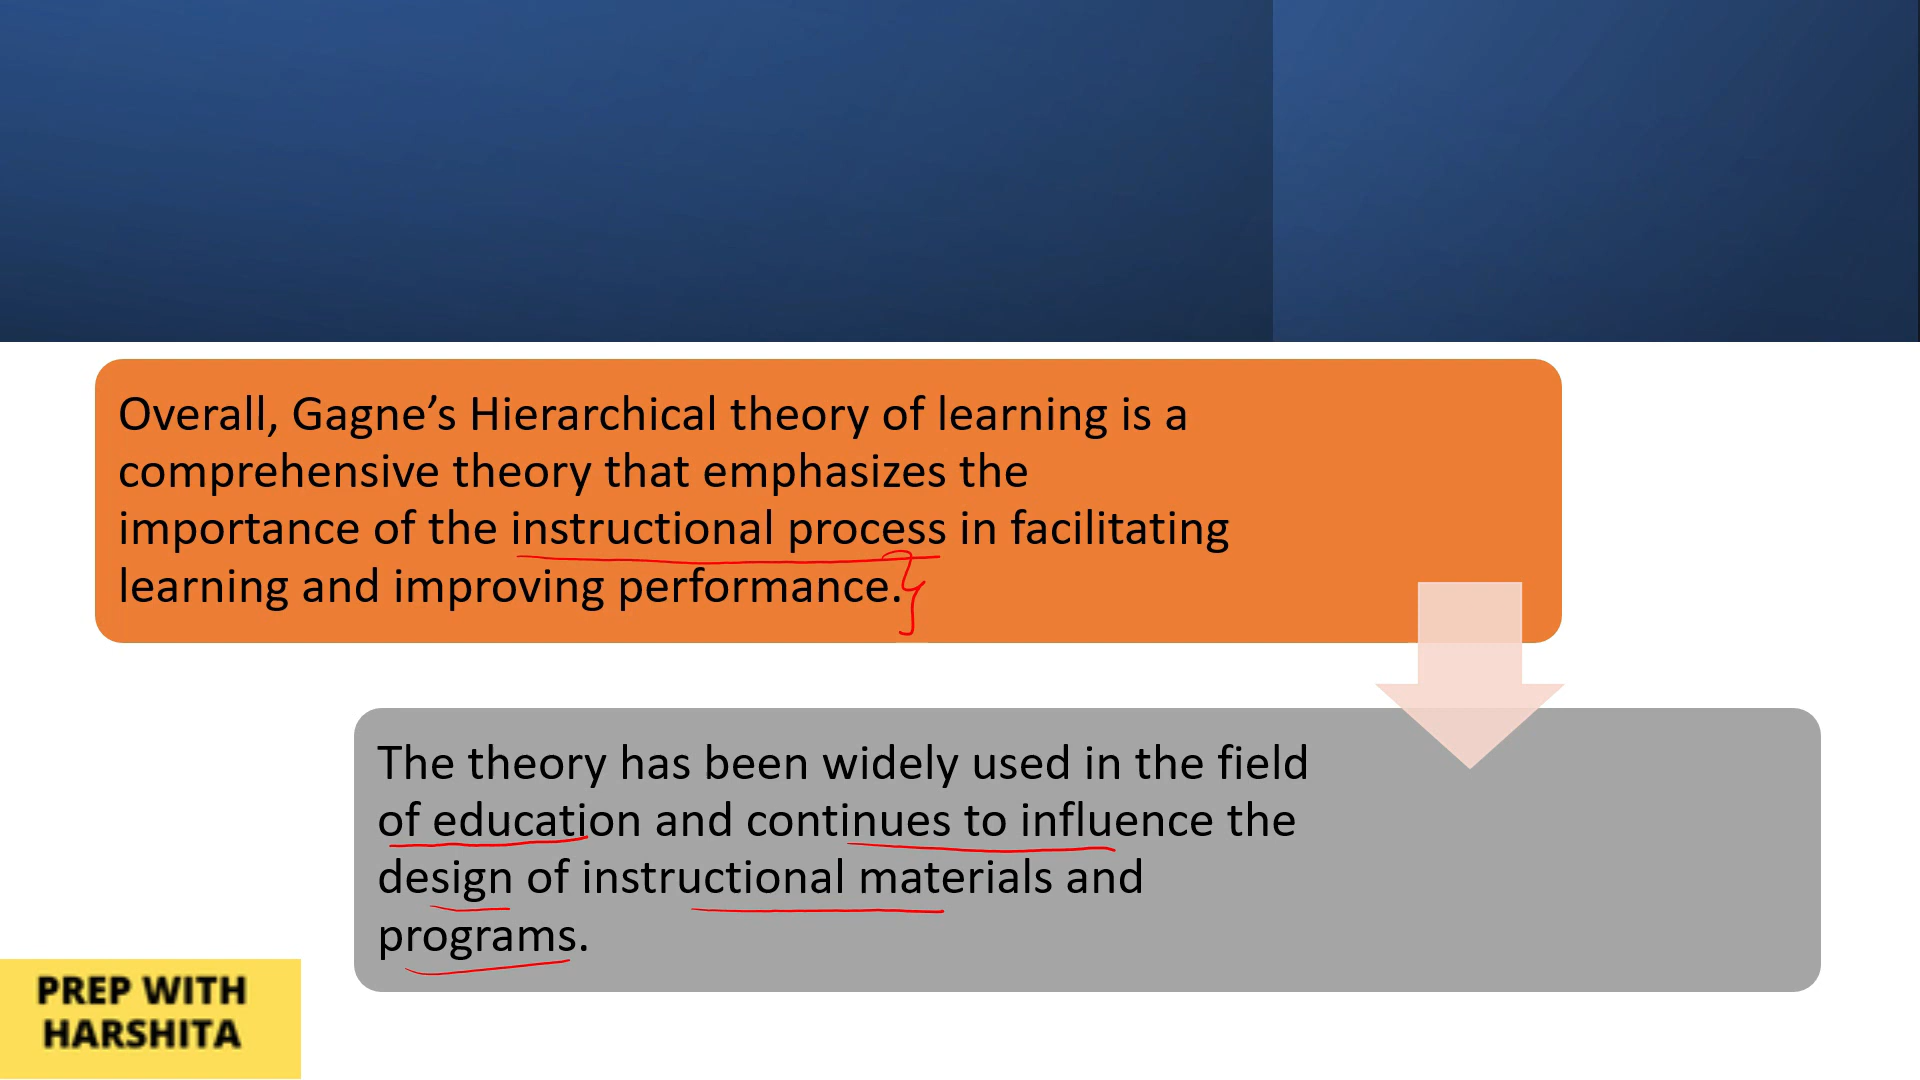 Overall, Gagne’s Hierarchical theory of learning is a
comprehensive theory that emphasizes the
importance of the instructional process in facilitating
learning and improving performance.
The theory has been widely used in the field
of education and continues to influence the
design of instructional materials and
programs.
PREP WITH
HARSHITA